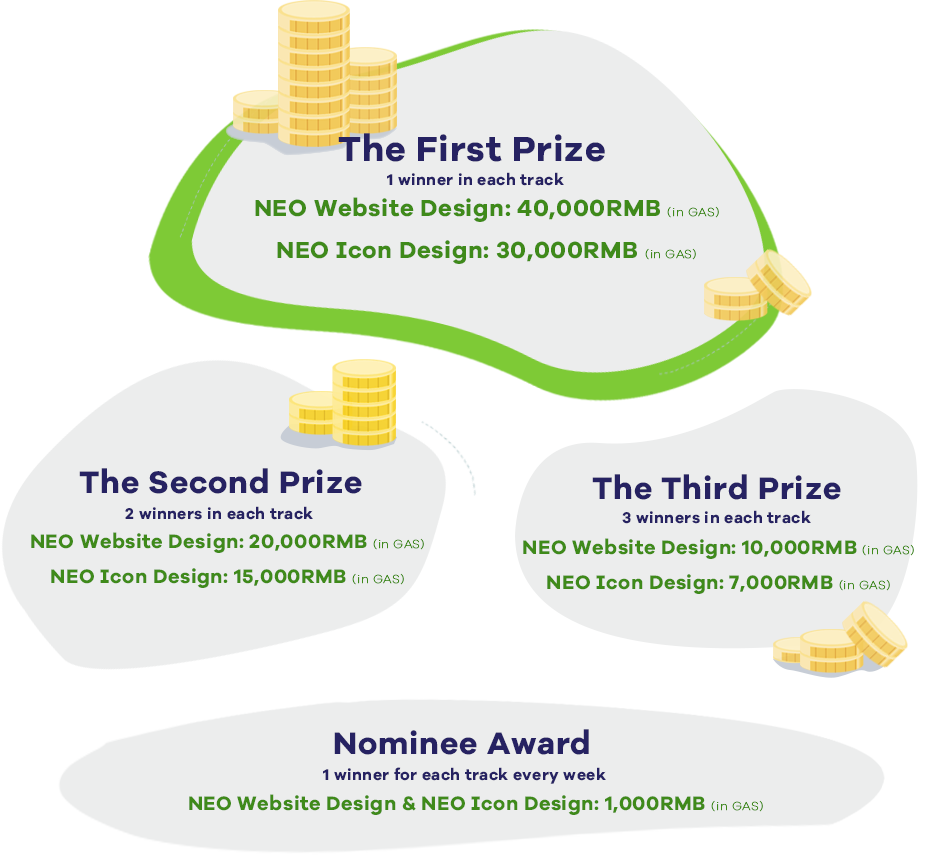 The First Prize
1 winner in each track
NEO Website Design: 40,000RMB (in GAS)
NEO Icon Design: 30,000RMB (in GAS)
The Second Prize
2 winners in each track
NEO Website Design: 20,000RMB (in GAS)
NEO Icon Design: 15,000RMB (in GAS)
The Third Prize
3 winners in each track
NEO Website Design: 10,000RMB (in GAS)
NEO Icon Design: 7,000RMB (in GAS)
Nominee Award
1 winner for each track every week
NEO Website Design & NEO Icon Design: 1,000RMB (in GAS)